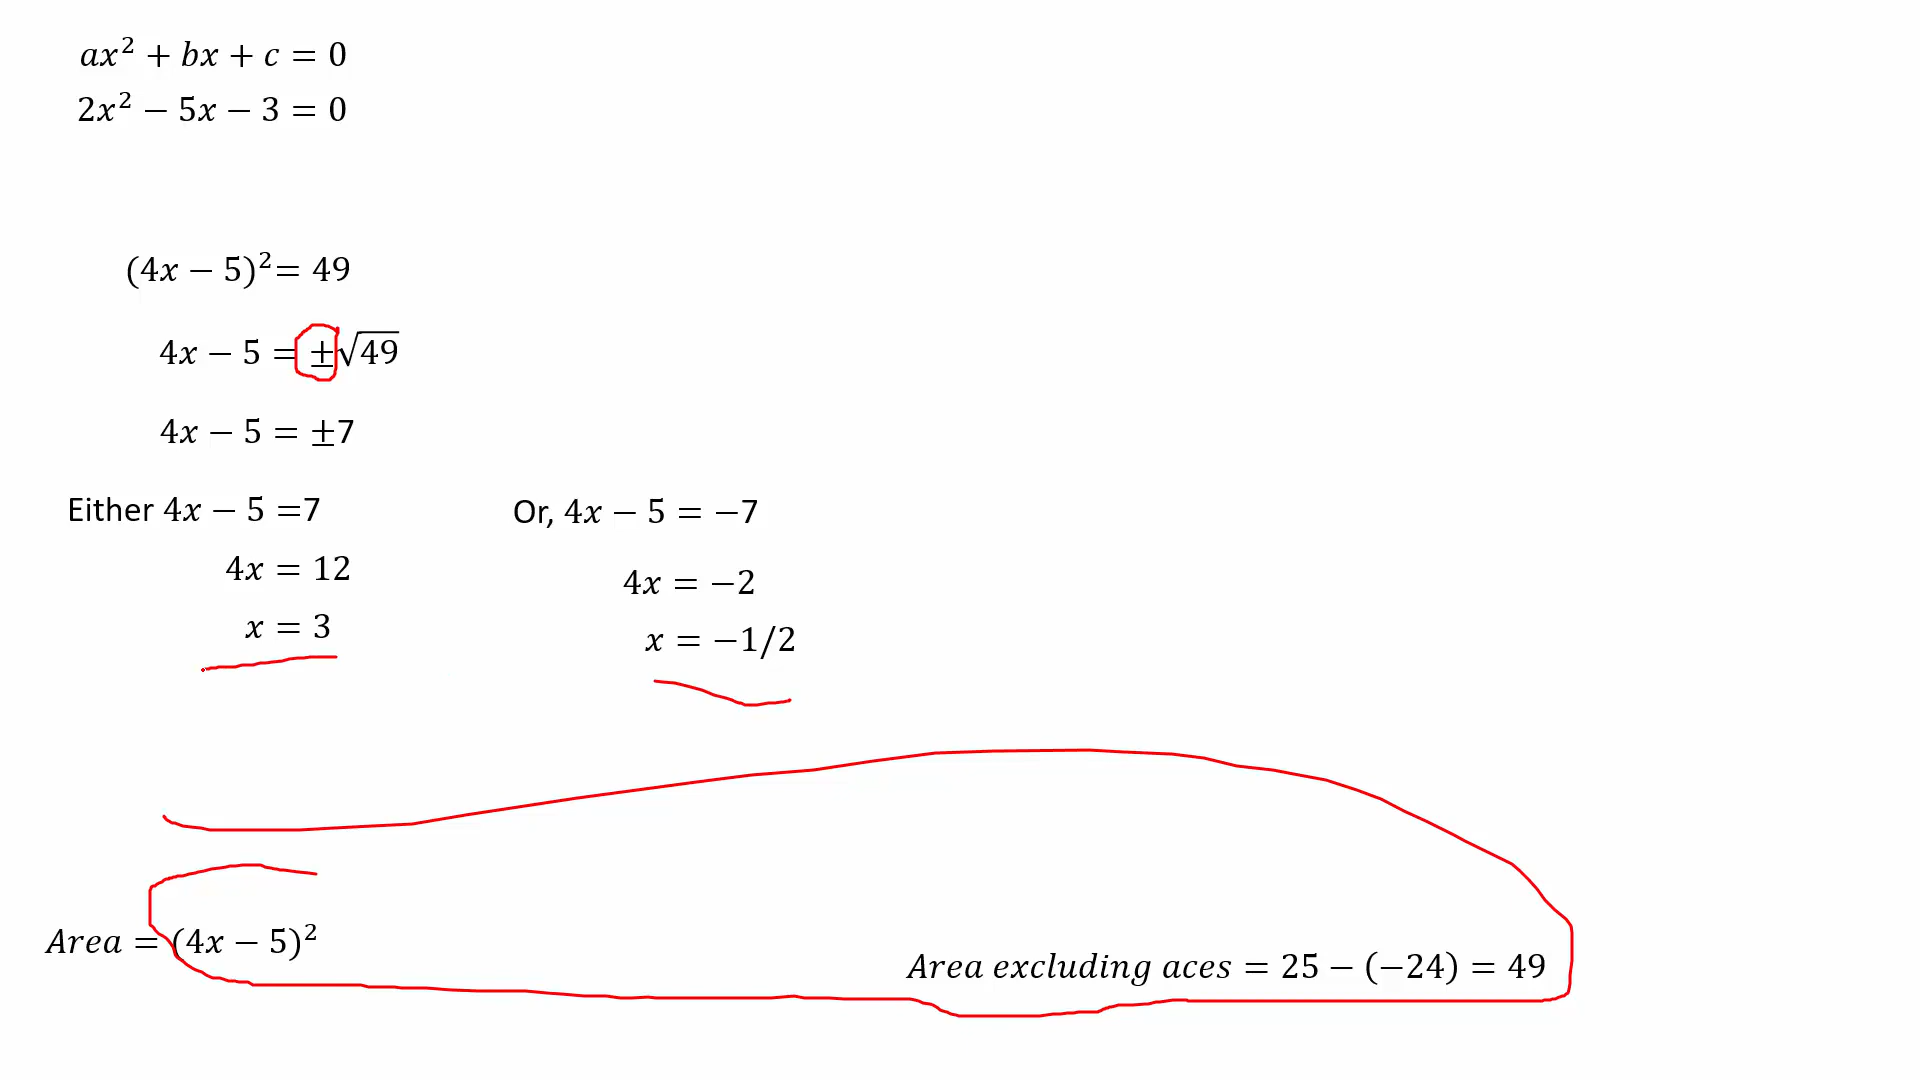 ax² + bx + c = 0
2x² − 5x − 3 = 0
(4x − 5)²= 49
4x − 5 = ±√49
4x − 5 = ±7
Either 4x − 5 =7
4x = 12
x = 3
Or, 4x − 5 = −7
4x = −2
x = −1/2
Area = (4x − 5)²
Area excluding aces = 25 − (−24) = 49